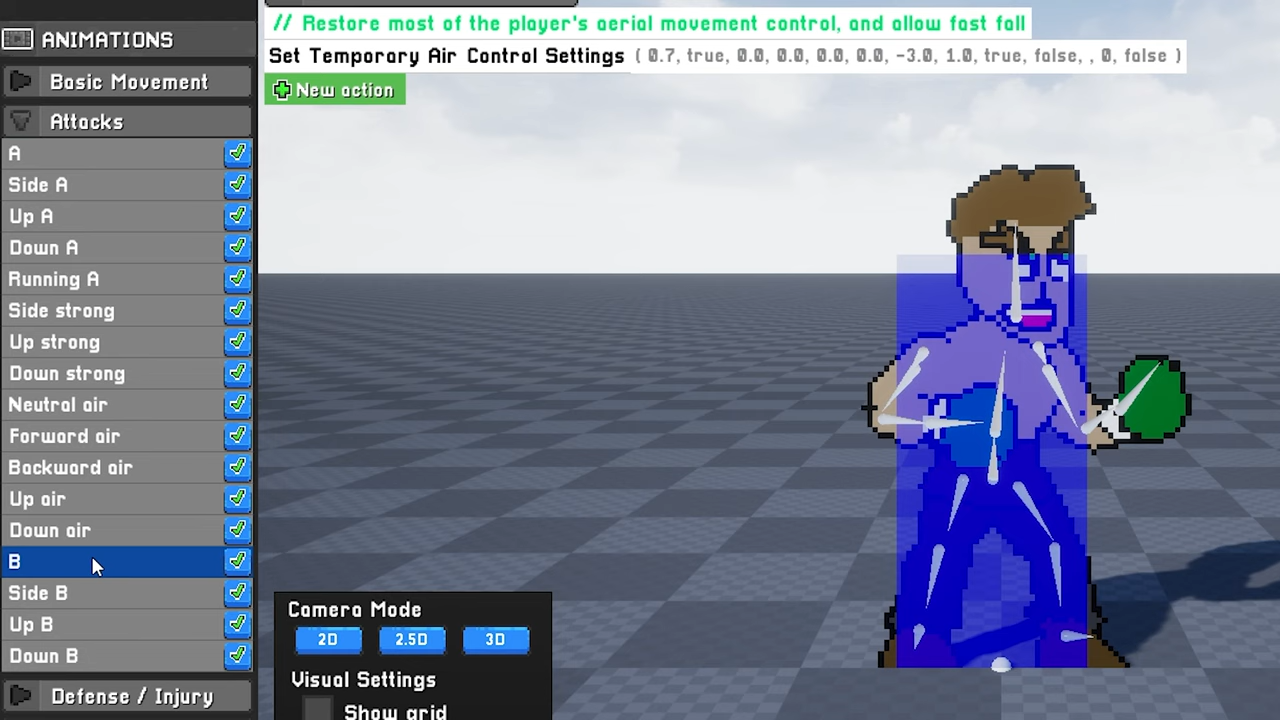 ANIMATIONS
Basic Movement
Attacks
A
Side A
Up A
Down A
Running A
Side strong
Up strong
Down strong
Neutral air
Forward air
Backward air
Up air
Down air
B
Side B
Up B
Down B
Defense / Injury
// Restore most of the player's aerial movement control, and allow fast fall
Set Temporary Air Control Settings ( 0.7, true, 0.0, 0.0, 0.0, 0.0, -3.0, 1.0, true, false, , 0, false )
New action
Camera Mode
2D 2.5D 3D
Visual Settings
Show grid